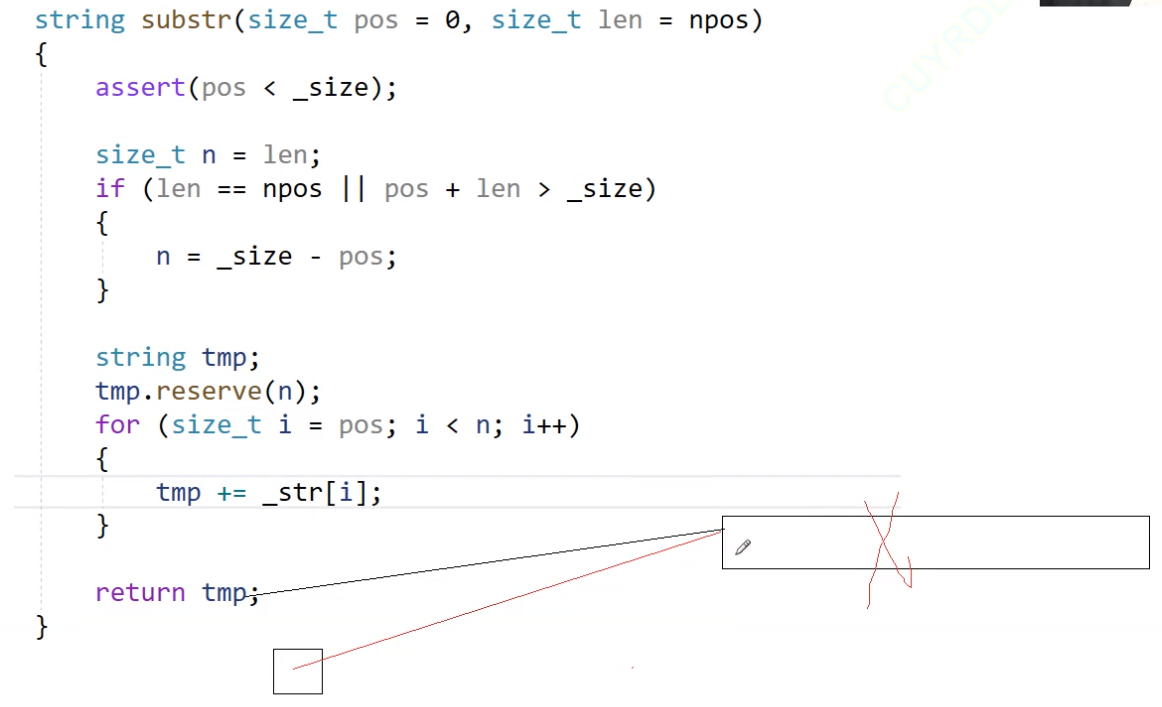 string substr(size_t pos = 0, size_t len = npos)
{
assert(pos < _size);
size_t n = len;
if (len == npos || pos + len > _size)
{
n = _size - pos;
}
string tmp;
tmp.reserve(n);
for (size_t i = pos; i < n; i++)
{
tmp += _str[i];
}
return tmp;
}